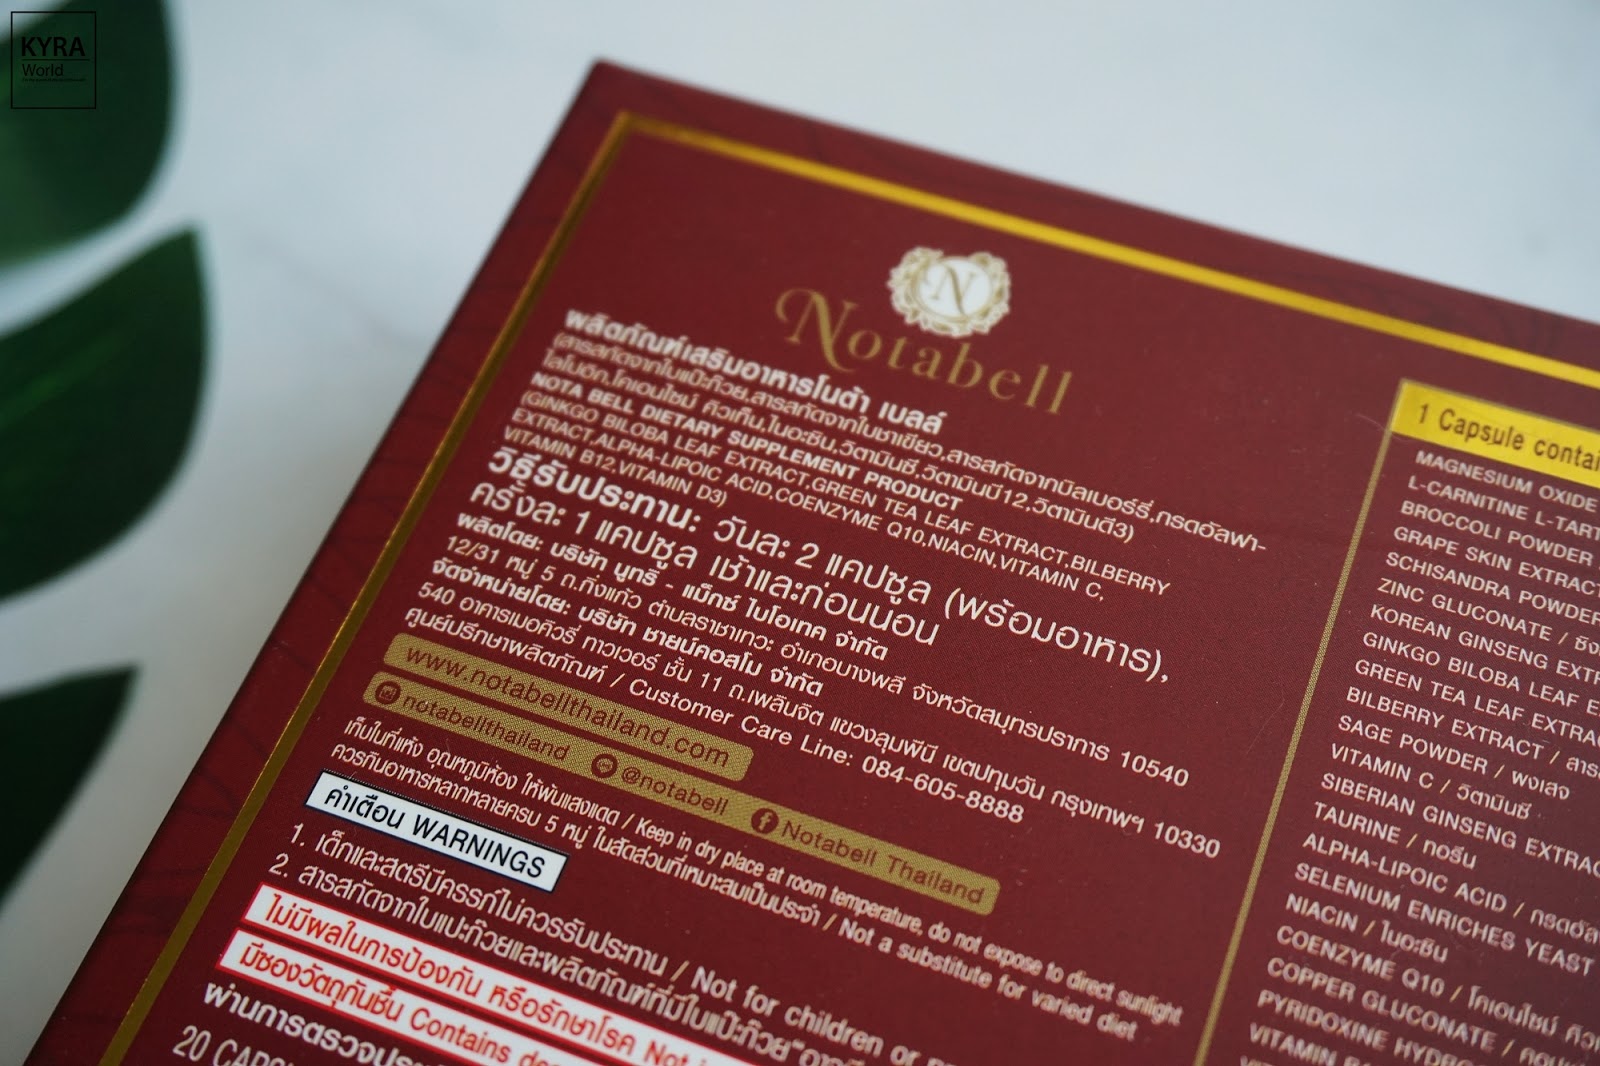 KYRA
World
N
Notabell
ผลิตภัณฑ์เสริมอาหารโนต้า เบลล์
(สารสกัดจากใบแป๊ะก๊วย,สารสกัดจากใบชาเขียว,สารสกัดจากบิลเบอร์รี่,กรดอัลฟา-
ไลโปอิก,โคเอนไซม์ คิวเท็น,ไนอะซิน,วิตามินซี,วิตามินบี12,วิตามินดี3)
NOTA BELL DIETARY SUPPLEMENT PRODUCT
(GINKGO BILOBA LEAF EXTRACT,GREEN TEA LEAF EXTRACT,BILBERRY
EXTRACT,ALPHA-LIPOIC ACID,COENZYME Q10,NIACIN,VITAMIN C,
VITAMIN B12,VITAMIN D3)
วิธีรับประทาน: วันละ 2 แคปซูล (พร้อมอาหาร),
ครั้งละ 1 แคปซูล เช้าและก่อนนอน
ผลิตโดย: บริษัท นูทรี - แม็กซ์ ไบโอเทค จำกัด
12/31 หมู่ 5 ถ.กิ่งแก้ว ตำบลราชาเทวะ อำเภอบางพลี จังหวัดสมุทรปราการ 10540
จัดจำหน่ายโดย: บริษัท ชายน์คอสโม จำกัด
540 อาคารเมอคิวรี่ ทาวเวอร์ ชั้น 11 ถ.เพลินจิต แขวงลุมพีนี เขตปทุมวัน กรุงเทพฯ 10330
ศูนย์ปรึกษาผลิตภัณฑ์ / Customer Care Line: 084-605-8888
www.notabellthailand.com
notabellthailand @notabell Notabell Thailand
เก็บในที่แห้ง อุณหภูมิห้อง ให้พ้นแสงแดด / Keep in dry place at room temperature, do not expose to direct sunlight
ควรกินอาหารหลากหลายครบ 5 หมู่ ในสัดส่วนที่เหมาะสมเป็นประจำ / Not a substitute for varied diet
คำเตือน WARNINGS
1. เด็กและสตรีมีครรภ์ไม่ควรรับประทาน / Not for children or
2. สารสกัดจากใบแปะก๊วยและผลิตภัณฑ์ที่มีใบแป๊ะก๊วย
ไม่มีผลในการป้องกัน หรือรักษาโรค Not
มีซองวัตถุกันชื้น Contains
ผ่านการตรวจ
20
1 Capsule
MAGNESIUM OXIDE
L-CARNITINE
BROCCOLI POWDER
GRAPE SKIN EXTRACT
SCHISANDRA POWDER
ZINC GLUCONATE /
KOREAN GINSENG
GINKGO BILOBA LEAF
GREEN TEA LEAF
BILBERRY EXTRACT /
SAGE POWDER / ผงเสจ
VITAMIN C / วิตามินซี
SIBERIAN GINSENG
TAURINE / ทอรีน
ALPHA-LIPOIC ACID /
SELENIUM ENRICHES YEAST
NIACIN / ไนอะซิน
COENZYME Q10 / โคเอนไซม์
COPPER GLUCONATE /
PYRIDOXINE
VITAMIN